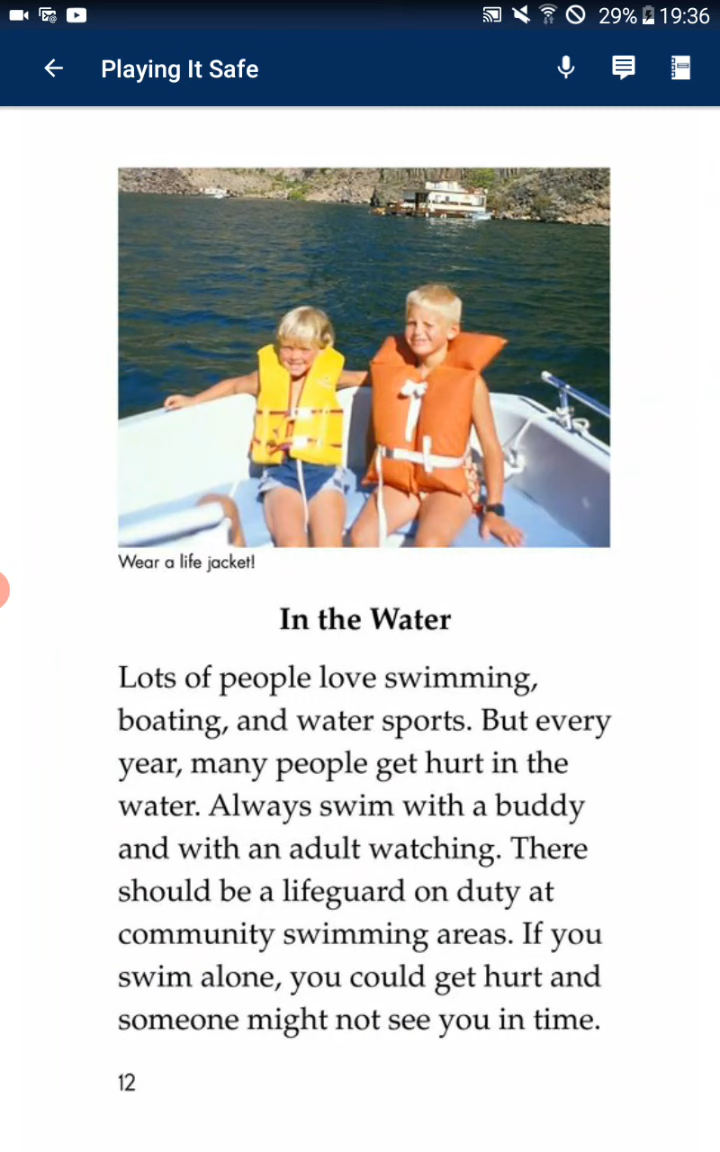 29% 19:36
Playing It Safe
Wear a life jacket!
In the Water
Lots of people love swimming,
boating, and water sports. But every
year, many people get hurt in the
water. Always swim with a buddy
and with an adult watching. There
should be a lifeguard on duty at
community swimming areas. If you
swim alone, you could get hurt and
someone might not see you in time.
12